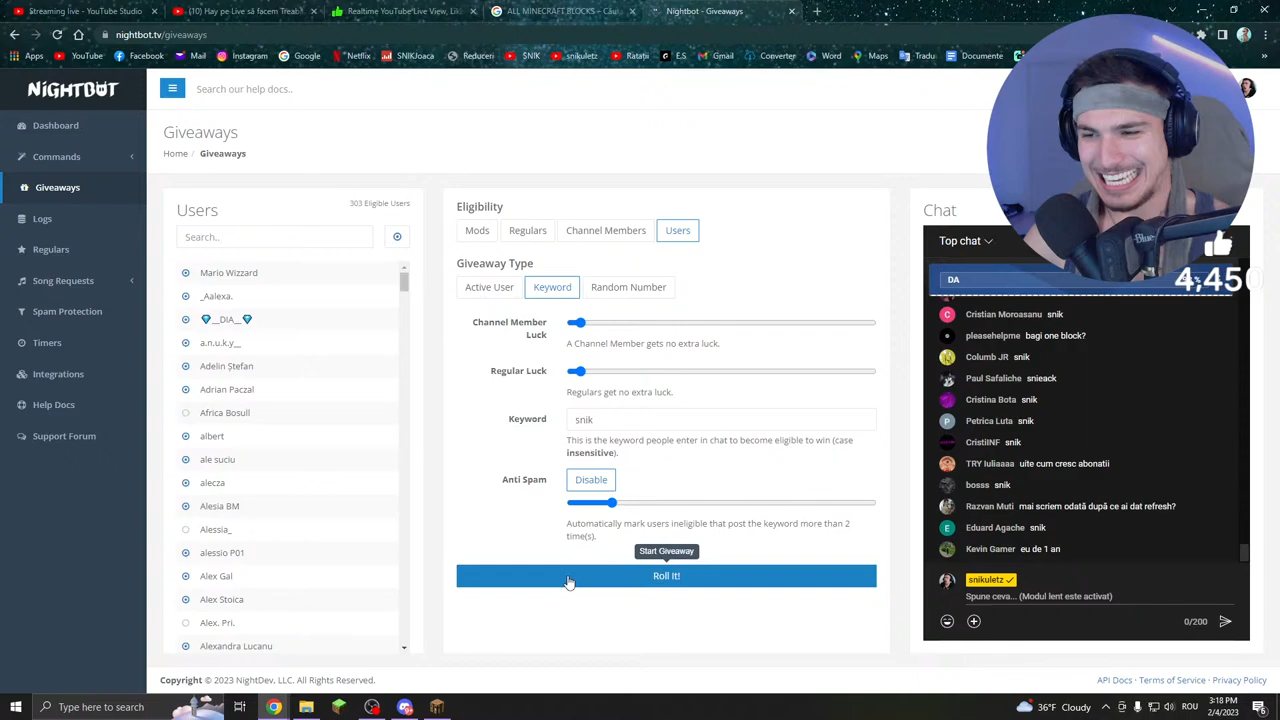 Streaming live - YouTube Studio
(10) Hay le Să facem Treab
Realtime YouTube Live View, Lik
ALL MINECRAFT BLOCKS - Cău
Nightbot - Giveaways
nightbot.tv/giveaways
Apps
YouTube
Facebook
Mail
Instagram
Google
Netflix
SNIKJoaca
Reduceri
SNIK
snikuletz
Rotații
E.S
Gmail
Converter
Word
Maps
Tradu
Documente
NIGHTBOT
Search our help docs..
Dashboard
Commands
Giveaways
Logs
Regulars
Song Requests
Spam Protection
Timers
Integrations
Help Docs
Support Forum
Giveaways
Home / Giveaways
Users
303 Eligible Users
Search..
Mario Wizzard
_Aalexa.
💎__DIA__💎
a.n.u.k.y__
Adelin Ștefan
Adrian Paczal
Africa Bosull
albert
ale suciu
alecza
Alesia BM
Alessia_
alessio P01
Alex Gal
Alex Stoica
Alex. Pri.
Alexandra Lucanu
Eligibility
Mods
Regulars
Channel Members
Users
Giveaway Type
Active User
Keyword
Random Number
Channel Member Luck
A Channel Member gets no extra luck.
Regular Luck
Regulars get no extra luck.
Keyword
snik
This is the keyword people enter in chat to become eligible to win (case
insensitive).
Anti Spam
Disable
Automatically mark users ineligible that post the keyword more than 2
time(s).
Start Giveaway
Roll It!
Chat
Top chat
4,450
DA
Cristian Moroasanu snik
pleasehelpme bagi one block?
Columb JR snik
Paul Safaliche snieack
Cristina Bota snik
Petrica Luta snik
CristiINF snik
TRY Iuliaaaa uite cum cresc abonatii
bosss snik
Razvan Muti mai scriem odată după ce ai dat refresh?
Eduard Agache snik
Kevin Gamer eu de 1 an
snikuletz
Spune ceva... (Modul lent este activat)
0/200
Blue
Copyright © 2023 NightDev, LLC. All Rights Reserved.
API Docs · Terms of Service · Privacy Policy
Type here to search
36°F Cloudy
ROU
3:18 PM
2/4/2023